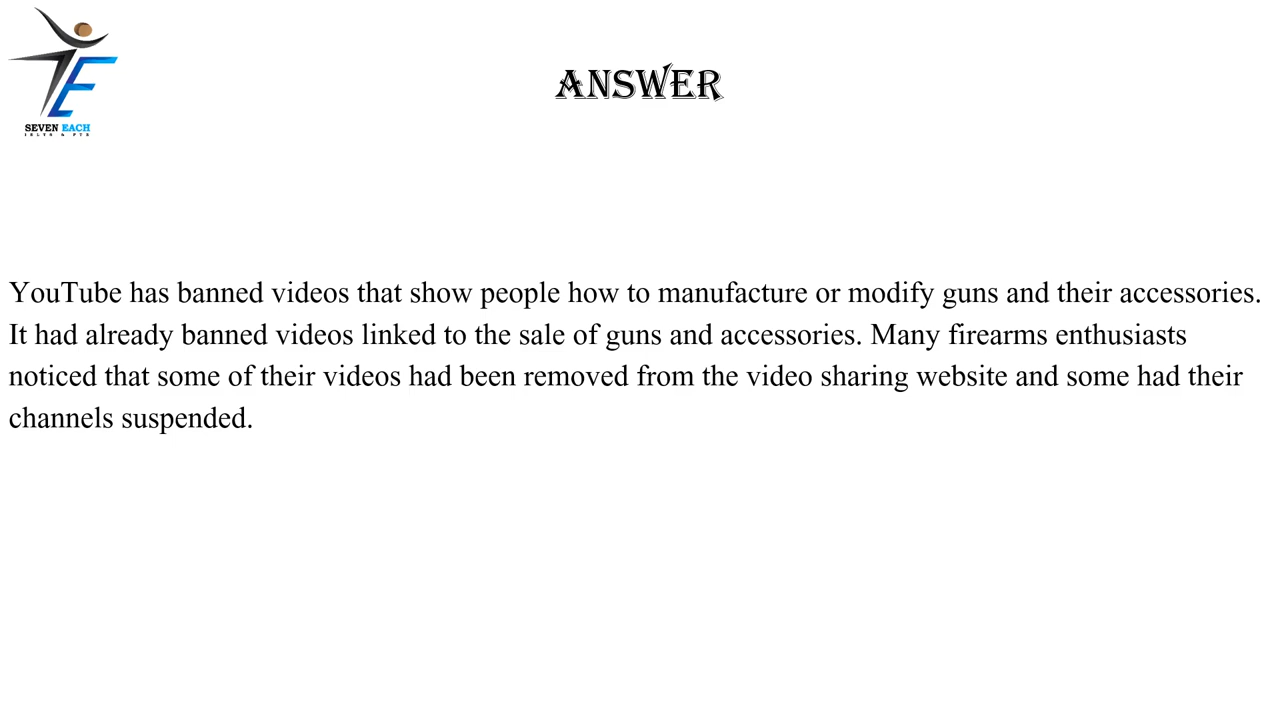 SEVEN EACH
IELTS & PTE
ANSWER
YouTube has banned videos that show people how to manufacture or modify guns and their accessories.
It had already banned videos linked to the sale of guns and accessories. Many firearms enthusiasts
noticed that some of their videos had been removed from the video sharing website and some had their
channels suspended.